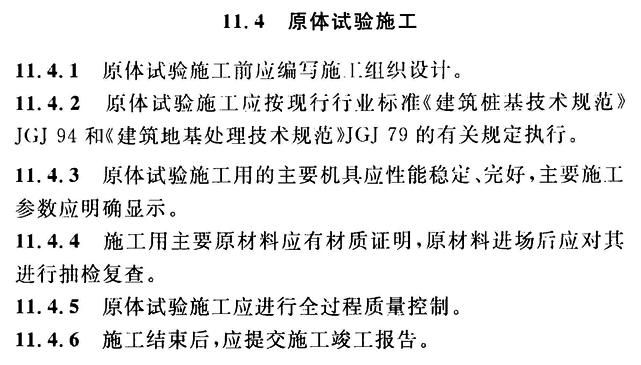 11.4 原体试验施工
11.4.1 原体试验施工前应编写施工组织设计。
11.4.2 原体试验施工应按现行行业标准《建筑桩基技术规范》
JGJ 94 和《建筑地基处理技术规范》JGJ 79 的有关规定执行。
11.4.3 原体试验施工用的主要机具应性能稳定、完好，主要施工
参数应明确显示。
11.4.4 施工用主要原材料应有材质证明，原材料进场后应对其
进行抽检复查。
11.4.5 原体试验施工应进行全过程质量控制。
11.4.6 施工结束后，应提交施工竣工报告。